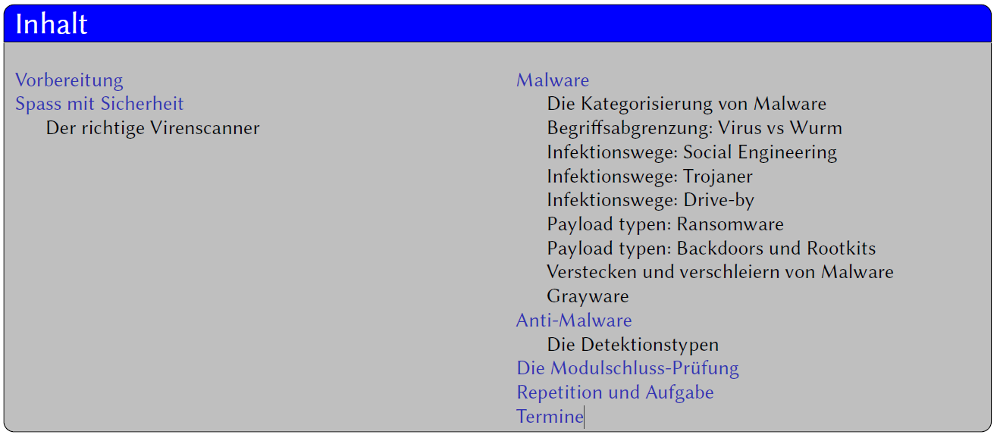 Inhalt
Vorbereitung
Spass mit Sicherheit
Der richtige Virenscanner
Malware
Die Kategorisierung von Malware
Begriffsabgrenzung: Virus vs Wurm
Infektionswege: Social Engineering
Infektionswege: Trojaner
Infektionswege: Drive-by
Payload typen: Ransomware
Payload typen: Backdoors und Rootkits
Verstecken und verschleiern von Malware
Grayware
Anti-Malware
Die Detektionstypen
Die Modulschluss-Prüfung
Repetition und Aufgabe
Termine